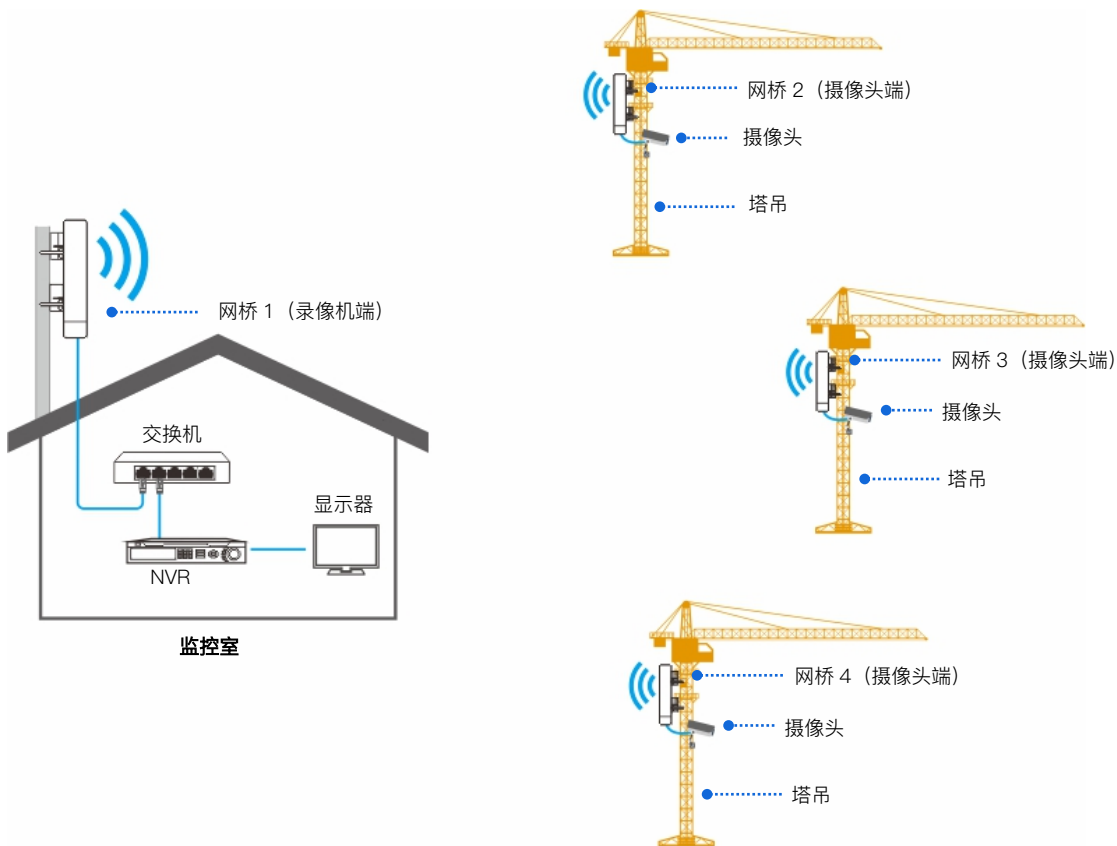 网桥 2（摄像头端）
摄像头
塔吊
网桥 1（录像机端）
网桥 3（摄像头端）
摄像头
塔吊
交换机
显示器
NVR
监控室
网桥 4（摄像头端）
摄像头
塔吊